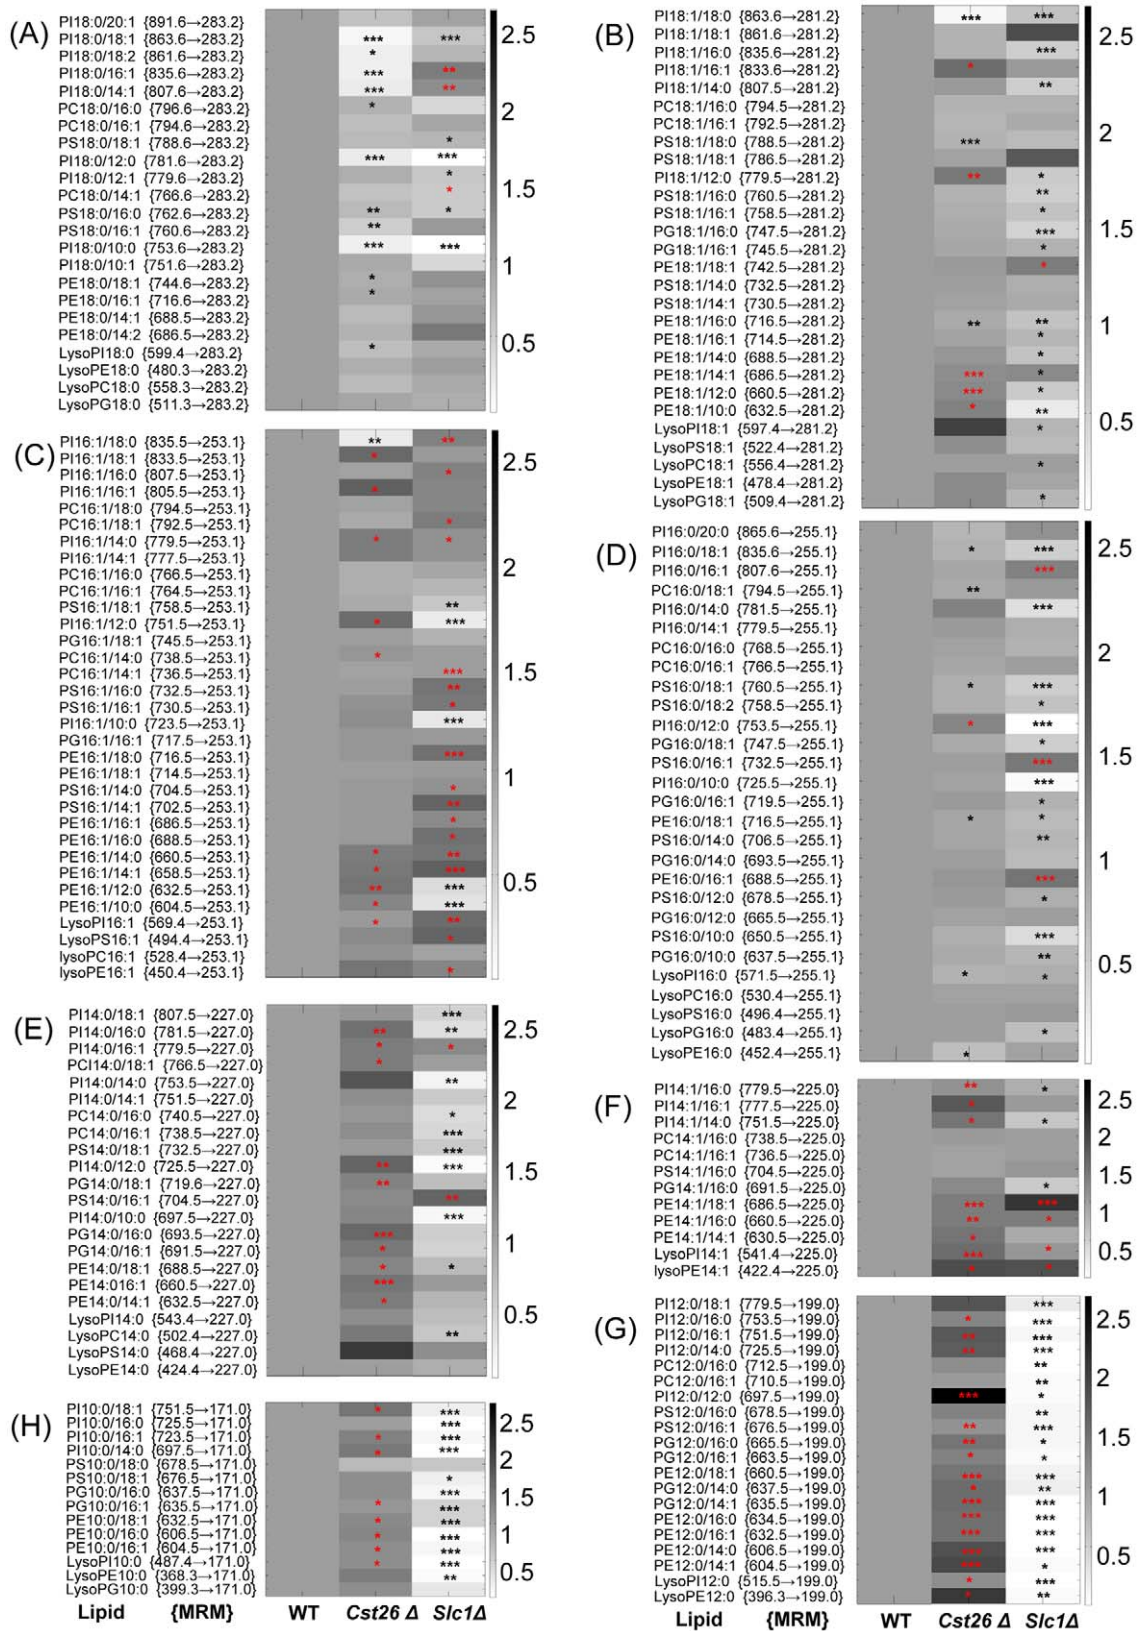 (A)
PI18:0/20:1 {891.6→283.2}
PI18:0/18:1 {863.6→283.2} *** ***
PI18:0/18:2 {861.6→283.2} *
PI18:0/16:1 {835.6→283.2} *** **
PI18:0/14:1 {807.6→283.2} *** **
PC18:0/16:0 {796.6→283.2} *
PC18:0/16:1 {794.6→283.2}
PS18:0/18:1 {788.6→283.2} *
PI18:0/12:0 {781.6→283.2} *** ***
PI18:0/12:1 {779.6→283.2} *
PC18:0/14:1 {766.6→283.2} *
PS18:0/16:0 {762.6→283.2} ** *
PS18:0/16:1 {760.6→283.2} **
PI18:0/10:0 {753.6→283.2} *** ***
PI18:0/10:1 {751.6→283.2}
PE18:0/18:1 {744.6→283.2} *
PE18:0/16:1 {716.6→283.2} *
PE18:0/14:1 {688.5→283.2}
PE18:0/14:2 {686.5→283.2}
LysoPI18:0 {599.4→283.2} *
LysoPE18:0 {480.3→283.2}
LysoPC18:0 {558.3→283.2}
LysoPG18:0 {511.3→283.2}
2.5
2
1.5
1
0.5
(B)
PI18:1/18:0 {863.6→281.2} *** ***
PI18:1/18:1 {861.6→281.2}
PI18:1/16:0 {835.6→281.2} ***
PI18:1/16:1 {833.6→281.2} *
PI18:1/14:0 {807.5→281.2} **
PC18:1/16:0 {794.5→281.2}
PC18:1/16:1 {792.5→281.2}
PS18:1/18:0 {788.5→281.2} ***
PS18:1/18:1 {786.5→281.2}
PI18:1/12:0 {779.5→281.2} ** *
PS18:1/16:0 {760.5→281.2} **
PS18:1/16:1 {758.5→281.2} *
PG18:1/16:0 {747.5→281.2} ***
PG18:1/16:1 {745.5→281.2} *
PE18:1/18:1 {742.5→281.2} *
PS18:1/14:0 {732.5→281.2}
PS18:1/14:1 {730.5→281.2}
PE18:1/16:0 {716.5→281.2} ** **
PE18:1/16:1 {714.5→281.2} *
PE18:1/14:0 {688.5→281.2} *
PE18:1/14:1 {686.5→281.2} *** *
PE18:1/12:0 {660.5→281.2} *** *
PE18:1/10:0 {632.5→281.2} * **
LysoPI18:1 {597.4→281.2} *
LysoPS18:1 {522.4→281.2}
LysoPC18:1 {556.4→281.2} *
LysoPE18:1 {478.4→281.2}
LysoPG18:1 {509.4→281.2} *
2.5
2
1.5
1
0.5
(C)
PI16:1/18:0 {835.5→253.1} ** **
PI16:1/18:1 {833.5→253.1} *
PI16:1/16:0 {807.5→253.1} *
PI16:1/16:1 {805.5→253.1} *
PC16:1/18:0 {794.5→253.1}
PC16:1/18:1 {792.5→253.1} *
PI16:1/14:0 {779.5→253.1} * *
PI16:1/14:1 {777.5→253.1}
PC16:1/16:0 {766.5→253.1}
PC16:1/16:1 {764.5→253.1}
PS16:1/18:1 {758.5→253.1} **
PI16:1/12:0 {751.5→253.1} * ***
PG16:1/18:1 {745.5→253.1}
PC16:1/14:0 {738.5→253.1} *
PC16:1/14:1 {736.5→253.1} ***
PS16:1/16:0 {732.5→253.1} **
PS16:1/16:1 {730.5→253.1} *
PI16:1/10:0 {723.5→253.1} ***
PG16:1/16:1 {717.5→253.1}
PE16:1/18:0 {716.5→253.1} ***
PE16:1/18:1 {714.5→253.1}
PS16:1/14:0 {704.5→253.1} *
PS16:1/14:1 {702.5→253.1} **
PE16:1/16:1 {686.5→253.1} *
PE16:1/16:0 {688.5→253.1} *
PE16:1/14:0 {660.5→253.1} * **
PE16:1/14:1 {658.5→253.1} * ***
PE16:1/12:0 {632.5→253.1} ** ***
PE16:1/10:0 {604.5→253.1} * ***
LysoPI16:1 {569.4→253.1} * **
LysoPS16:1 {494.4→253.1} *
lysoPC16:1 {528.4→253.1}
lysoPE16:1 {450.4→253.1} *
2.5
2
1.5
1
0.5
(D)
PI16:0/20:0 {865.6→255.1}
PI16:0/18:1 {835.6→255.1} * ***
PI16:0/16:1 {807.6→255.1} ***
PC16:0/18:1 {794.5→255.1} **
PI16:0/14:0 {781.5→255.1} ***
PI16:0/14:1 {779.5→255.1}
PC16:0/16:0 {768.5→255.1}
PC16:0/16:1 {766.5→255.1}
PS16:0/18:1 {760.5→255.1} * ***
PS16:0/18:2 {758.5→255.1} *
PI16:0/12:0 {753.5→255.1} * ***
PG16:0/18:1 {747.5→255.1} *
PS16:0/16:1 {732.5→255.1} ***
PI16:0/10:0 {725.5→255.1} ***
PG16:0/16:1 {719.5→255.1} *
PE16:0/18:1 {716.5→255.1} * *
PS16:0/14:0 {706.5→255.1} **
PG16:0/14:0 {693.5→255.1}
PE16:0/16:1 {688.5→255.1} ***
PS16:0/12:0 {678.5→255.1} *
PG16:0/12:0 {665.5→255.1}
PS16:0/10:0 {650.5→255.1} ***
PG16:0/10:0 {637.5→255.1} **
LysoPI16:0 {571.5→255.1} * *
LysoPC16:0 {530.4→255.1}
LysoPS16:0 {496.4→255.1}
LysoPG16:0 {483.4→255.1} *
LysoPE16:0 {452.4→255.1} *
2.5
2
1.5
1
0.5
(E)
PI14:0/18:1 {807.5→227.0} ***
PI14:0/16:0 {781.5→227.0} ** **
PI14:0/16:1 {779.5→227.0} * *
PCI14:0/18:1 {766.5→227.0} *
PI14:0/14:0 {753.5→227.0} **
PI14:0/14:1 {751.5→227.0}
PC14:0/16:0 {740.5→227.0} *
PC14:0/16:1 {738.5→227.0} ***
PS14:0/18:1 {732.5→227.0} ***
PI14:0/12:0 {725.5→227.0} ** ***
PG14:0/18:1 {719.6→227.0} **
PS14:0/16:1 {704.5→227.0} **
PI14:0/10:0 {697.5→227.0} ***
PG14:0/16:0 {693.5→227.0} ***
PG14:0/16:1 {691.5→227.0} *
PE14:0/18:1 {688.5→227.0} * *
PE14:016:1 {660.5→227.0} ***
PE14:0/14:1 {632.5→227.0} *
LysoPI14:0 {543.4→227.0}
LysoPC14:0 {502.4→227.0} **
LysoPS14:0 {468.4→227.0}
LysoPE14:0 {424.4→227.0}
2.5
2
1.5
1
0.5
(F)
PI14:1/16:0 {779.5→225.0} ** *
PI14:1/16:1 {777.5→225.0} *
PI14:1/14:0 {751.5→225.0} * *
PC14:1/16:0 {738.5→225.0}
PC14:1/16:1 {736.5→225.0}
PS14:1/16:0 {704.5→225.0}
PG14:1/16:0 {691.5→225.0} *
PE14:1/18:1 {686.5→225.0} *** ***
PE14:1/16:0 {660.5→225.0} ** *
PE14:1/14:1 {630.5→225.0} *
LysoPI14:1 {541.4→225.0} *** *
lysoPE14:1 {422.4→225.0} * *
2.5
2
1.5
1
0.5
(G)
PI12:0/18:1 {779.5→199.0} ***
PI12:0/16:0 {753.5→199.0} * ***
PI12:0/16:1 {751.5→199.0} ** ***
PI12:0/14:0 {725.5→199.0} ** ***
PC12:0/16:0 {712.5→199.0} **
PC12:0/16:1 {710.5→199.0} **
PI12:0/12:0 {697.5→199.0} *** *
PS12:0/16:0 {678.5→199.0} **
PS12:0/16:1 {676.5→199.0} ** ***
PG12:0/16:0 {665.5→199.0} ** *
PG12:0/16:1 {663.5→199.0} * *
PE12:0/18:1 {660.5→199.0} *** ***
PG12:0/14:0 {637.5→199.0} * **
PG12:0/14:1 {635.5→199.0} *** ***
PE12:0/16:0 {634.5→199.0} *** ***
PE12:0/16:1 {632.5→199.0} *** ***
PE12:0/14:0 {606.5→199.0} *** ***
PE12:0/14:1 {604.5→199.0} *** *
LysoPI12:0 {515.5→199.0} * ***
LysoPE12:0 {396.3→199.0} * **
2.5
2
1.5
1
0.5
(H)
PI10:0/18:1 {751.5→171.0} * ***
PI10:0/16:0 {725.5→171.0} ***
PI10:0/16:1 {723.5→171.0} * ***
PI10:0/14:0 {697.5→171.0} * ***
PS10:0/18:0 {678.5→171.0}
PS10:0/18:1 {676.5→171.0} *
PG10:0/16:0 {637.5→171.0} ***
PG10:0/16:1 {635.5→171.0} * ***
PE10:0/18:1 {632.5→171.0} * ***
PE10:0/16:0 {606.5→171.0} * ***
PE10:0/16:1 {604.5→171.0} * ***
LysoPI10:0 {487.4→171.0} * ***
LysoPE10:0 {368.3→171.0} **
LysoPG10:0 {399.3→171.0}
2.5
2
1.5
1
0.5
Lipid {MRM} WT Cst26 Δ Slc1Δ
Lipid {MRM} WT Cst26 Δ Slc1Δ